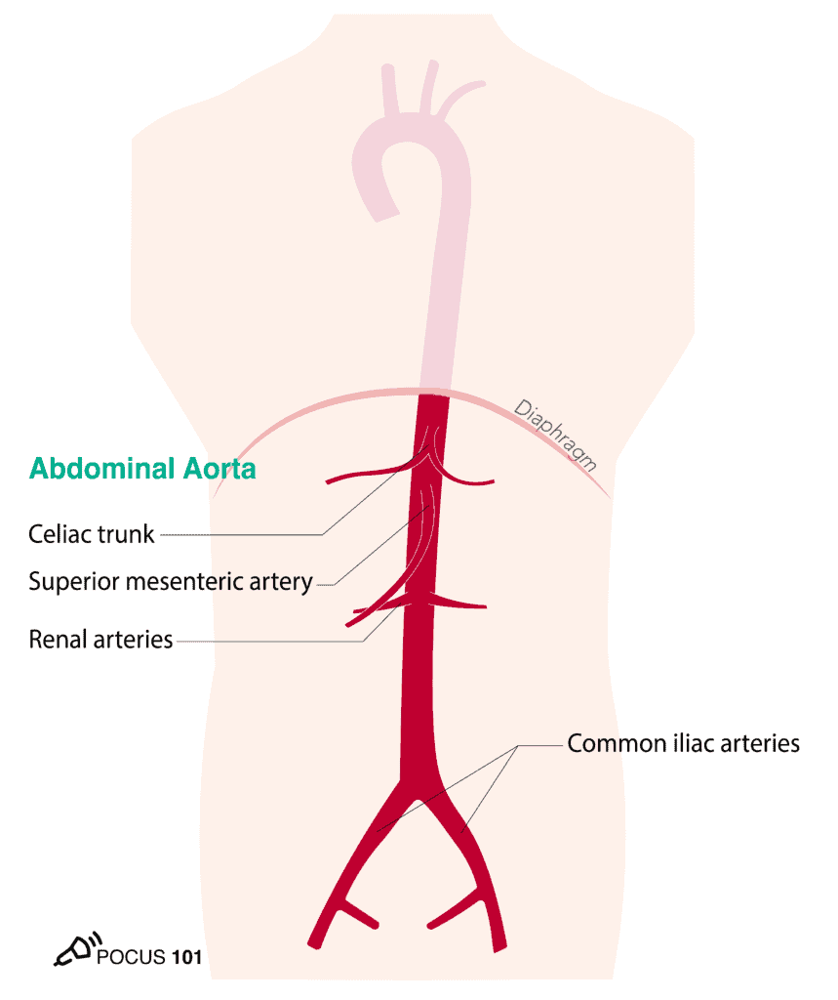 Diaphragm
Abdominal Aorta
Celiac trunk
Superior mesenteric artery
Renal arteries
Common iliac arteries
POCUS 101